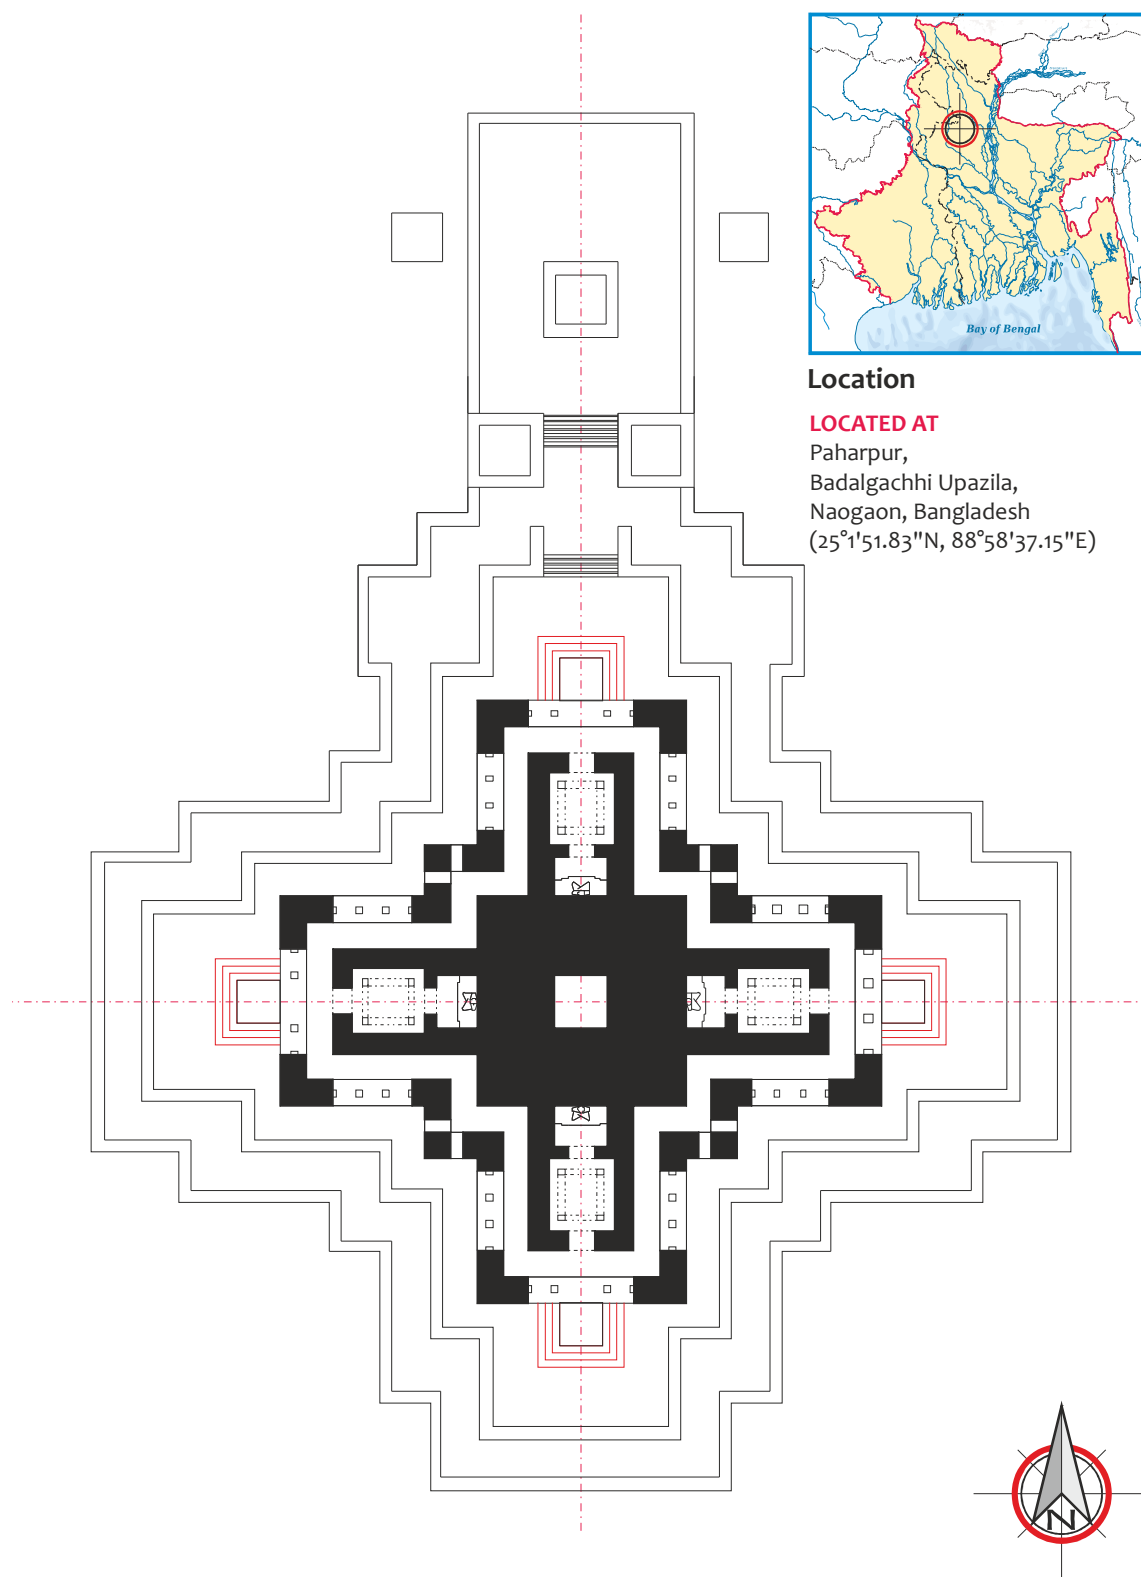 Bay of Bengal
Location
LOCATED AT
Paharpur,
Badalgachhi Upazila,
Naogaon, Bangladesh
(25°1'51.83"N, 88°58'37.15"E)
N